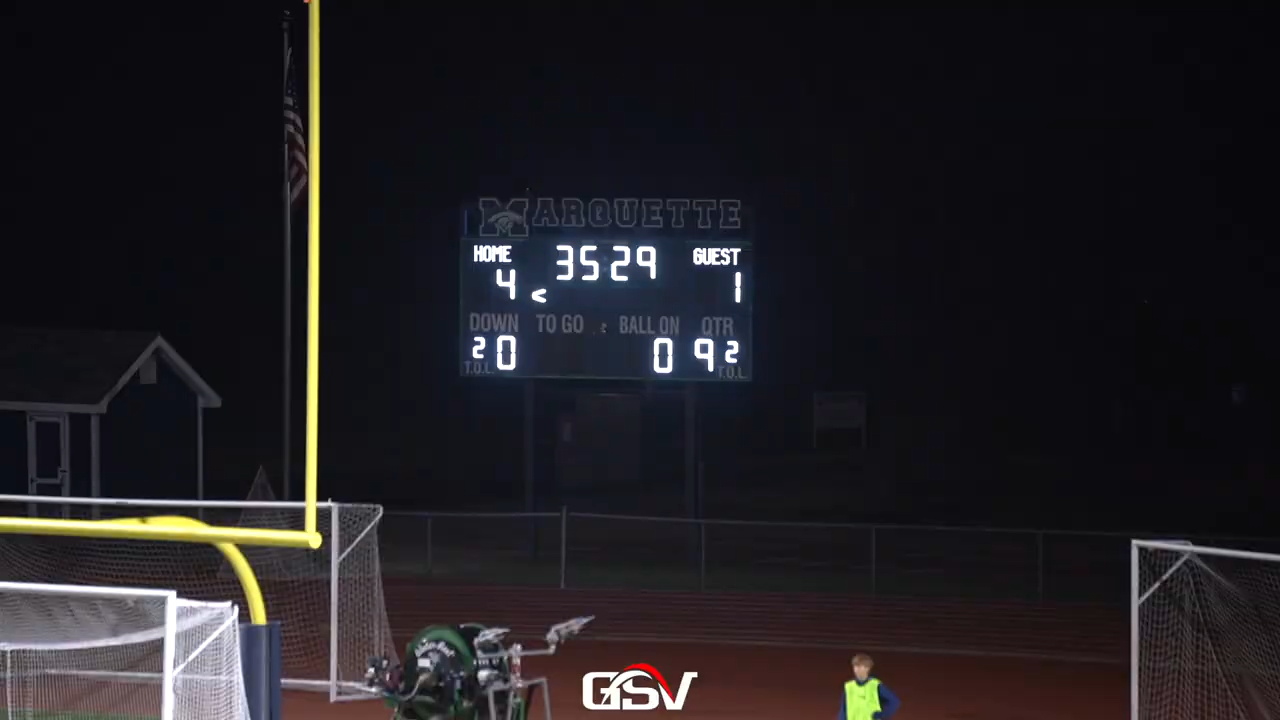 MARQUETTE
HOME 35 29 GUEST
4 < 1
DOWN TO GO BALL ON QTR
2 0 0 9 2
T.O.L. T.O.L.
GSV